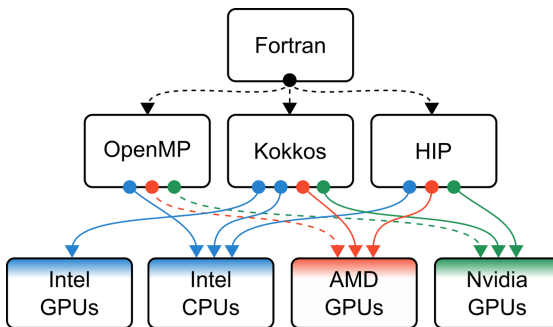 Fortran
OpenMP
Kokkos
HIP
Intel
GPUs
Intel
CPUs
AMD
GPUs
Nvidia
GPUs